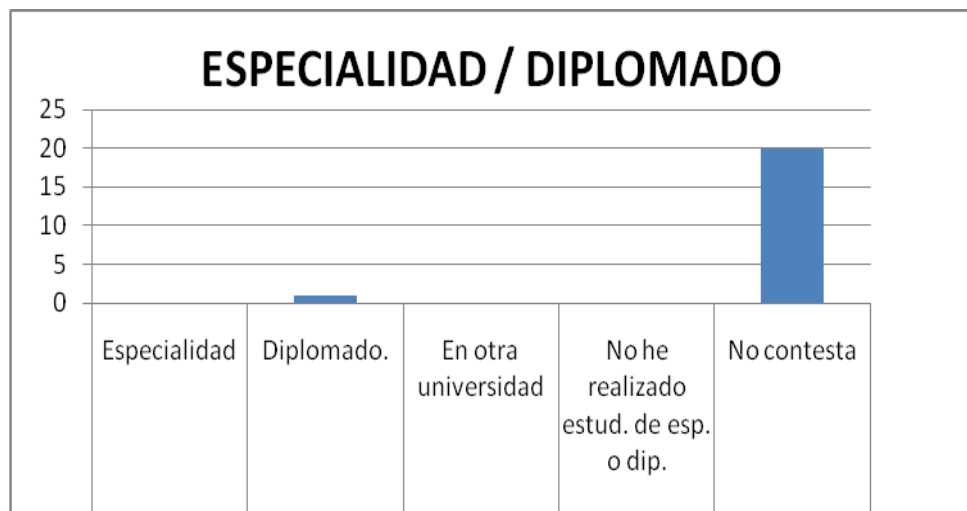 ESPECIALIDAD / DIPLOMADO
25
20
15
10
5
0
Especialidad
Diplomado.
En otra
universidad
No he
realizado
estud. de esp.
o dip.
No contesta